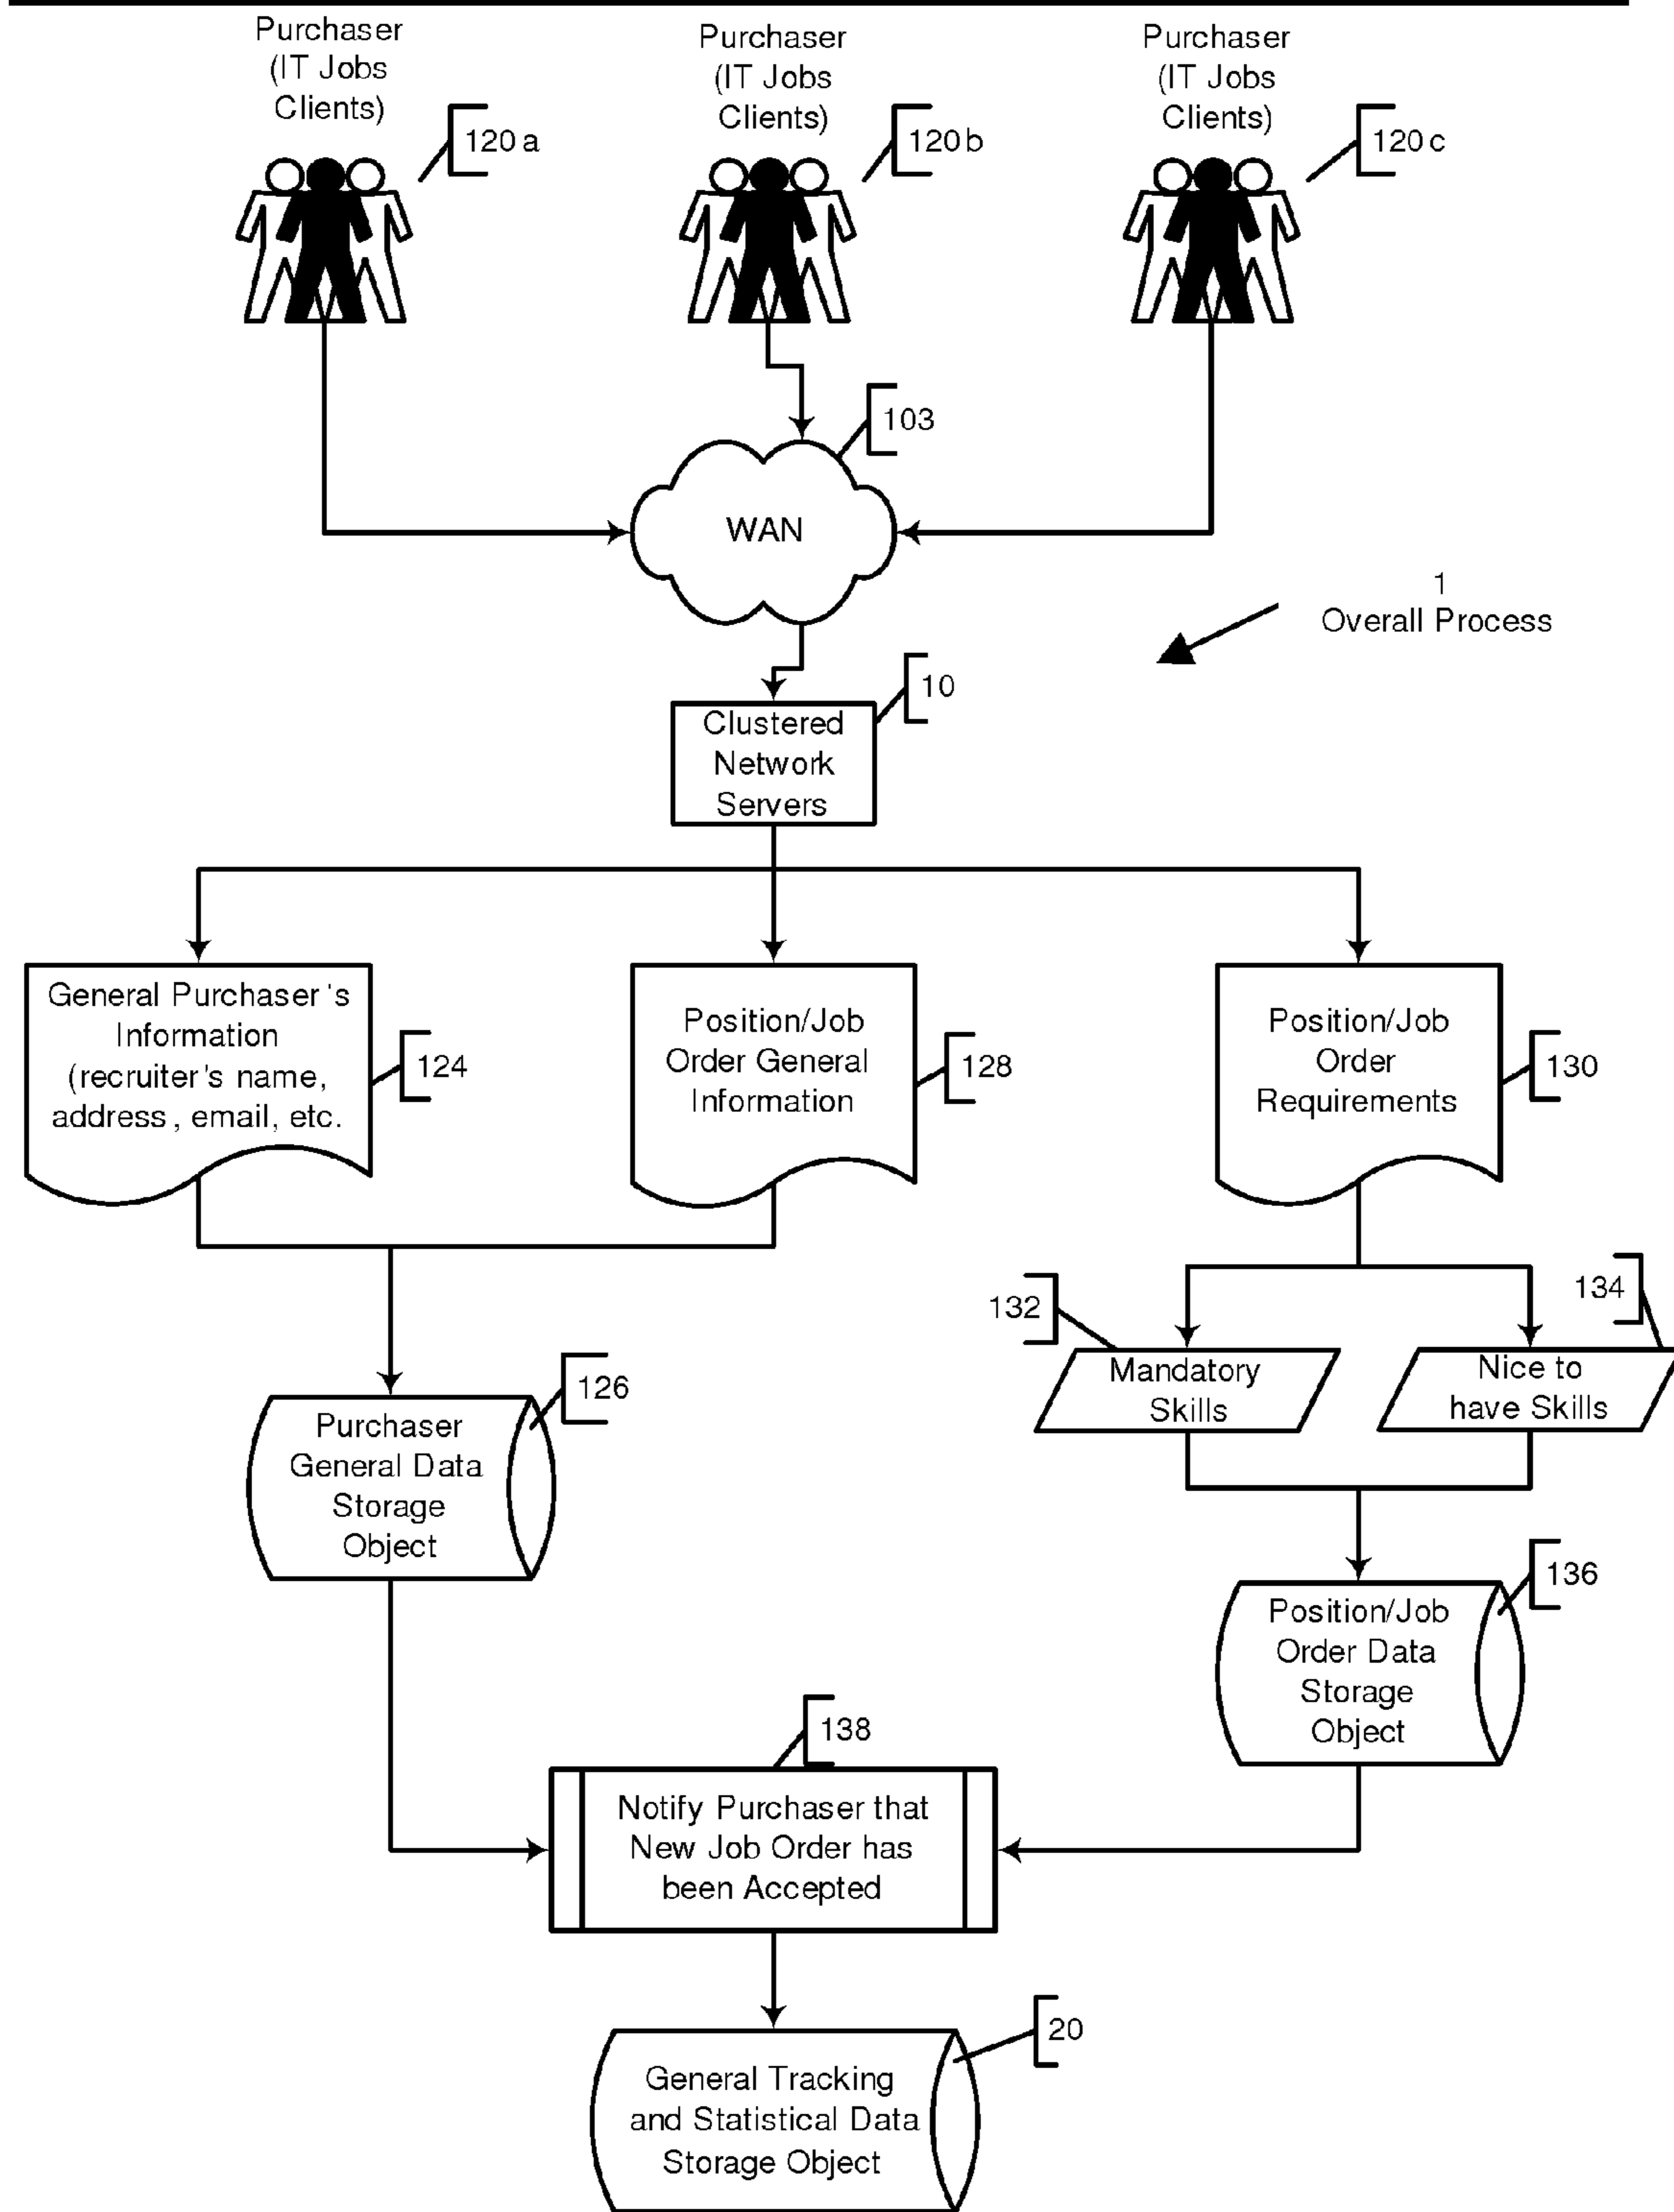 Purchaser
(IT Jobs
Clients)
120 a
Purchaser
(IT Jobs
Clients)
120 b
Purchaser
(IT Jobs
Clients)
120 c
103
WAN
1
Overall Process
10
Clustered
Network
Servers
General Purchaser's
Information
(recruiter's name,
address, email, etc.
124
Position/Job
Order General
Information
128
Position/Job
Order
Requirements
130
132
Mandatory
Skills
134
Nice to
have Skills
126
Purchaser
General Data
Storage
Object
136
Position/Job
Order Data
Storage
Object
138
Notify Purchaser that
New Job Order has
been Accepted
20
General Tracking
and Statistical Data
Storage Object